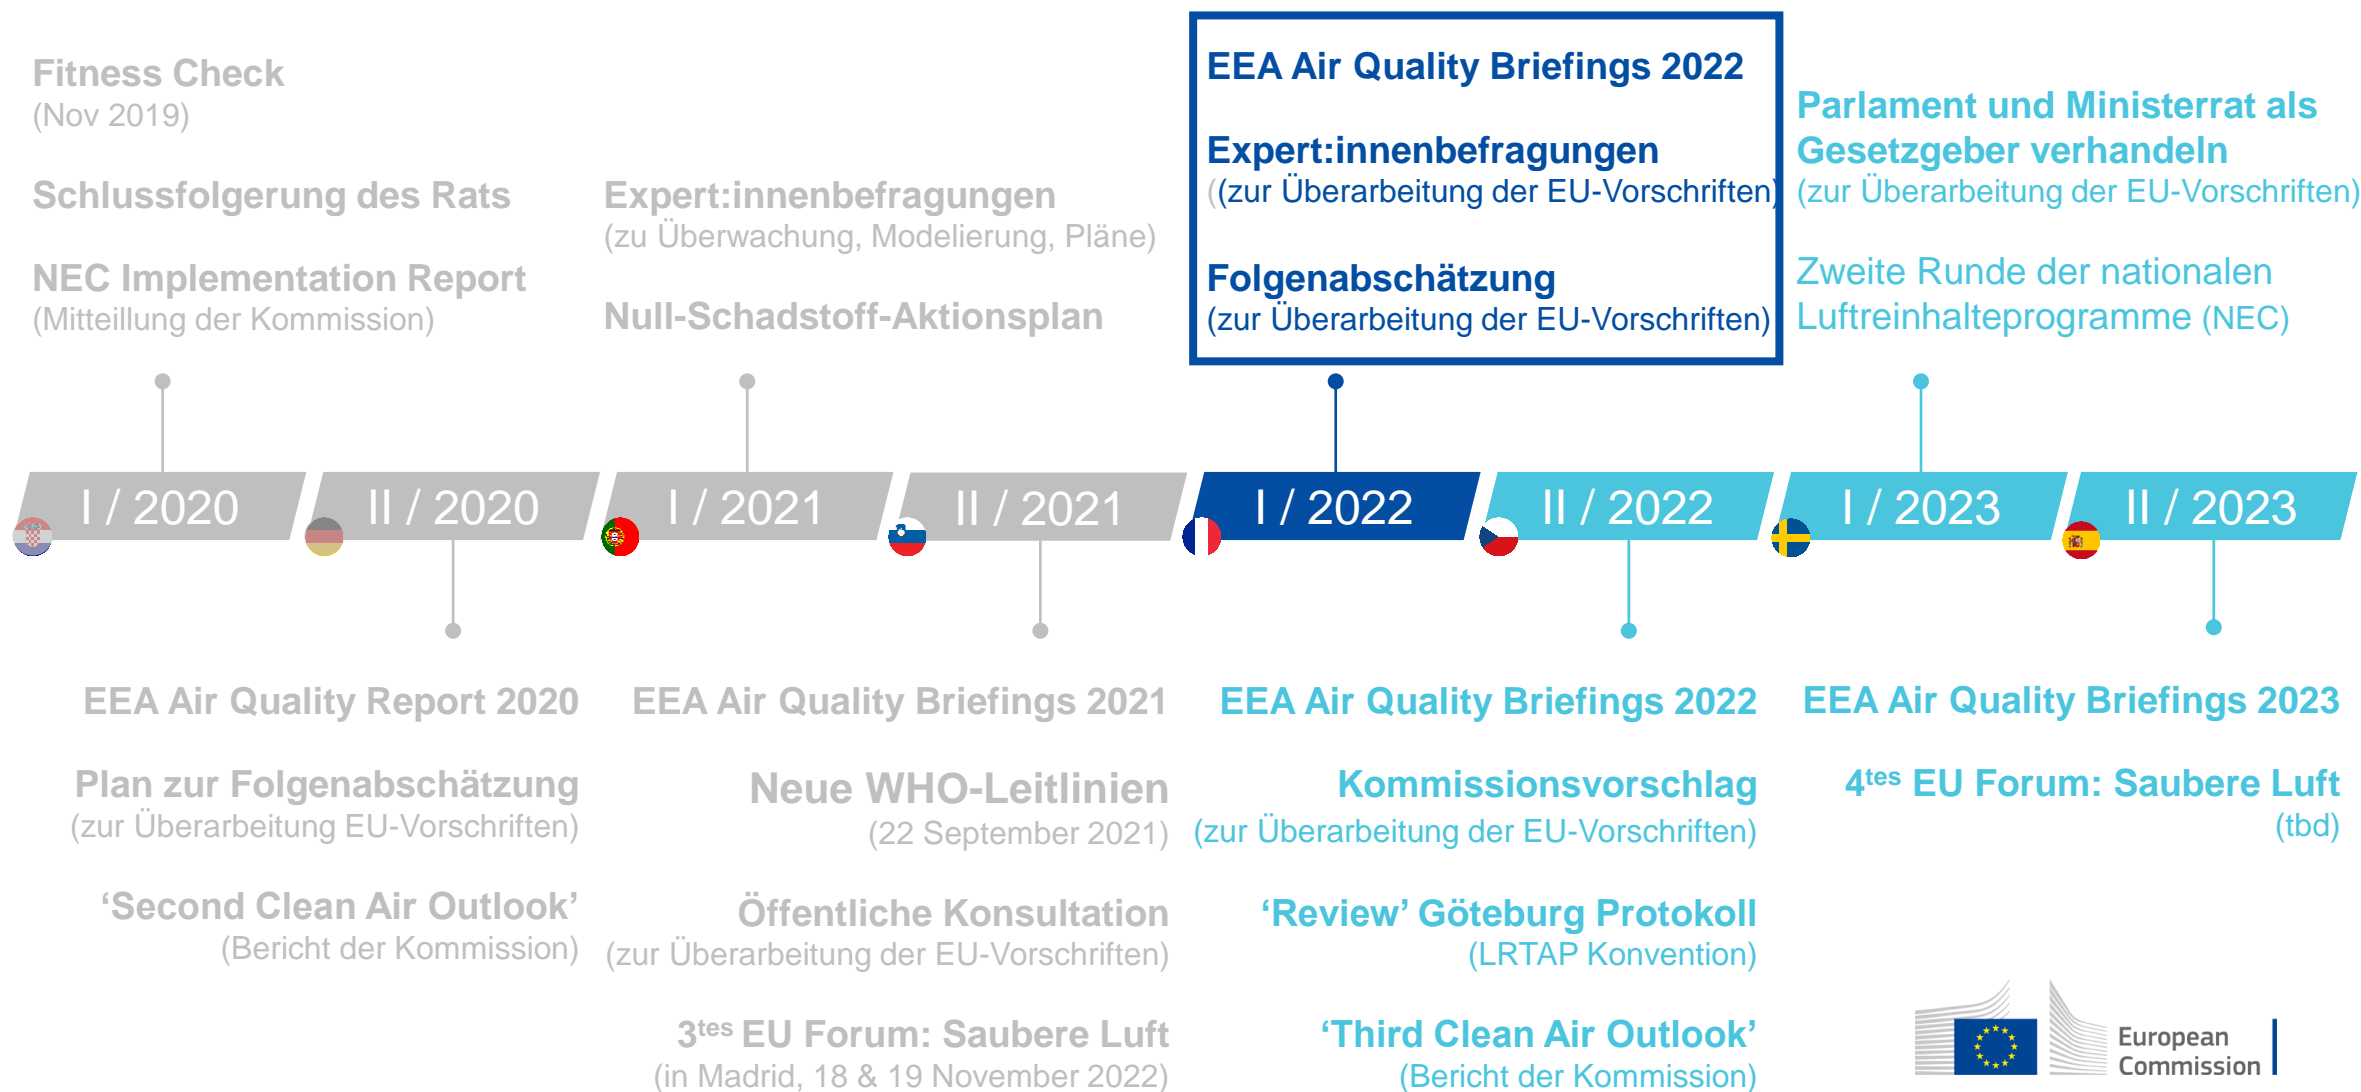 Fitness Check
(Nov 2019)
Schlussfolgerung des Rats
NEC Implementation Report
(Mitteillung der Kommission)
Expert:innenbefragungen
(zu Überwachung, Modelierung, Pläne)
Null-Schadstoff-Aktionsplan
EEA Air Quality Briefings 2022
Expert:innenbefragungen
((zur Überarbeitung der EU-Vorschriften)
Folgenabschätzung
(zur Überarbeitung der EU-Vorschriften)
Parlament und Ministerrat als
Gesetzgeber verhandeln
(zur Überarbeitung der EU-Vorschriften)
Zweite Runde der nationalen
Luftreinhalteprogramme (NEC)
I / 2020
II / 2020
I / 2021
II / 2021
I / 2022
II / 2022
I / 2023
II / 2023
EEA Air Quality Report 2020
Plan zur Folgenabschätzung
(zur Überarbeitung EU-Vorschriften)
‘Second Clean Air Outlook’
(Bericht der Kommission)
EEA Air Quality Briefings 2021
Neue WHO-Leitlinien
(22 September 2021)
Öffentliche Konsultation
(zur Überarbeitung der EU-Vorschriften)
3tes EU Forum: Saubere Luft
(in Madrid, 18 & 19 November 2022)
EEA Air Quality Briefings 2022
Kommissionsvorschlag
(zur Überarbeitung der EU-Vorschriften)
‘Review’ Göteburg Protokoll
(LRTAP Konvention)
‘Third Clean Air Outlook’
(Bericht der Kommission)
EEA Air Quality Briefings 2023
4tes EU Forum: Saubere Luft
(tbd)
European
Commission